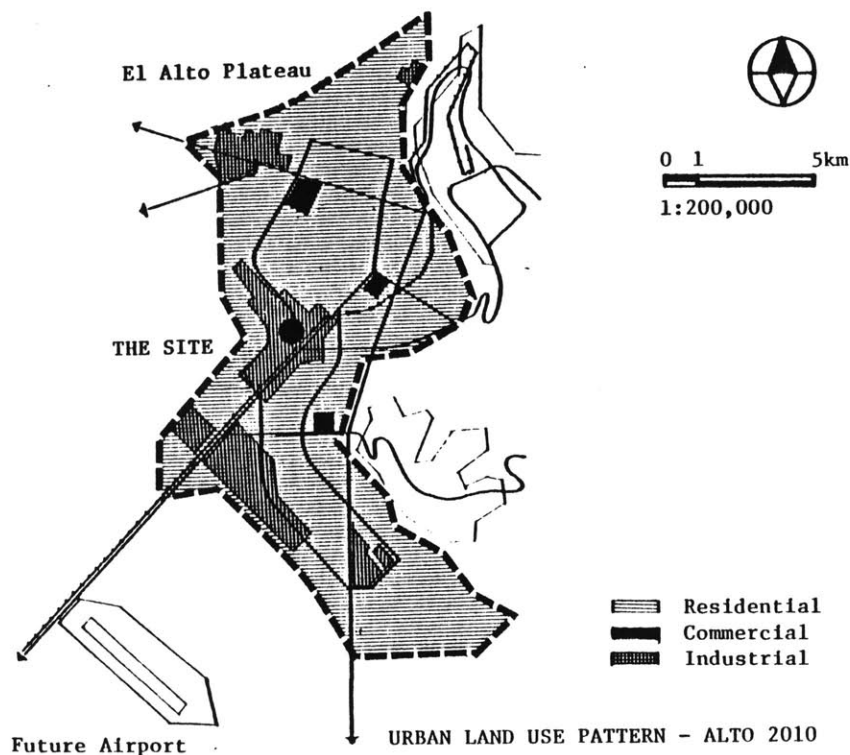 El Alto Plateau
0 1 5km
1:200,000
THE SITE
Residential
Commercial
Industrial
Future Airport
URBAN LAND USE PATTERN - ALTO 2010